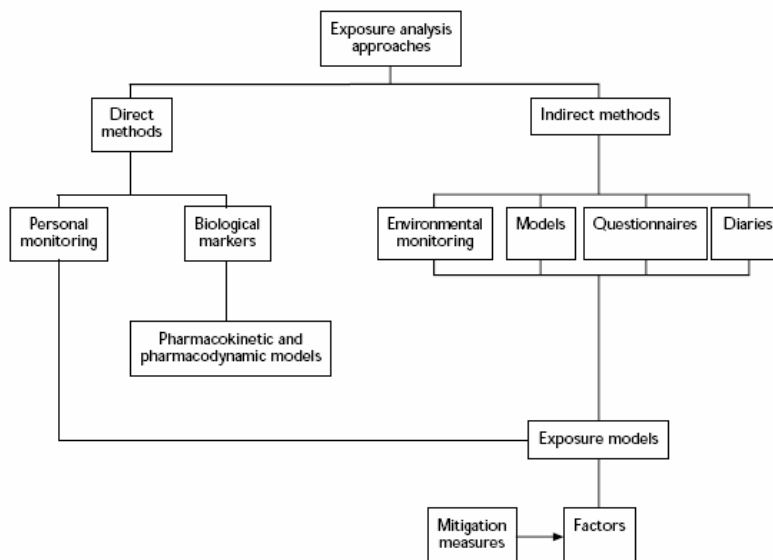 Exposure analysis
approaches
Direct
methods
Indirect methods
Personal
monitoring
Biological
markers
Environmental
monitoring
Models
Questionnaires
Diaries
Pharmacokinetic and
pharmacodynamic models
Exposure models
Mitigation
measures
Factors